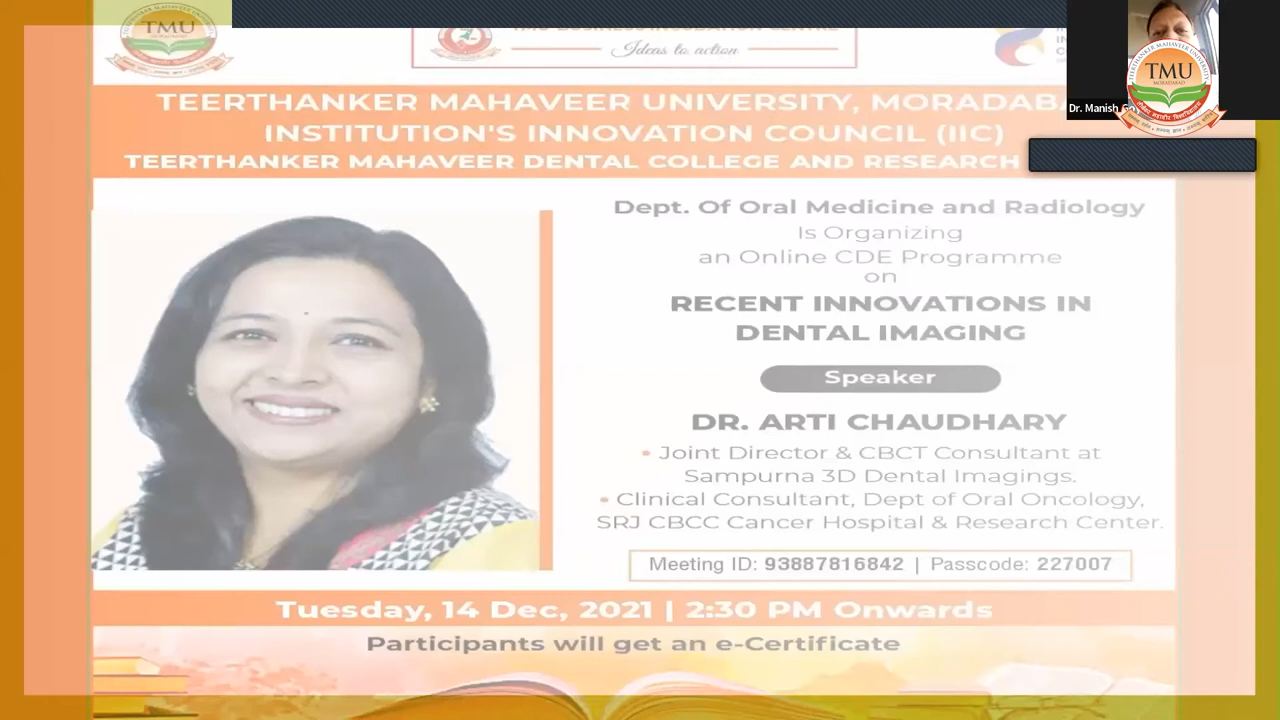 TMU
Ideas to action
TEERTHANKER MAHAVEER UNIVERSITY,
INSTITUTION'S INNOVATION COUNCIL (IIC)
TEERTHANKER MAHAVEER DENTAL COLLEGE AND RESEARCH
Dept. Of Oral Medicine and Radiology
Is Organizing
an Online CDE Programme
on
RECENT INNOVATIONS IN
DENTAL IMAGING
Speaker
DR. ARTI CHAUDHARY
• Joint Director & CBCT Consultant at
Sampurna 3D Dental Imagings.
• Clinical Consultant, Dept of Oral Oncology,
SRJ CBCC Cancer Hospital & Research Center.
Meeting ID: 93887816842 | Passcode: 227007
Tuesday, 14 Dec, 2021 | 2:30 PM Onwards
Participants will get an e-Certificate
TEERTHANKER MAHAVEER UNIVERSITY
TMU
MORADABAD
Dr. Manish